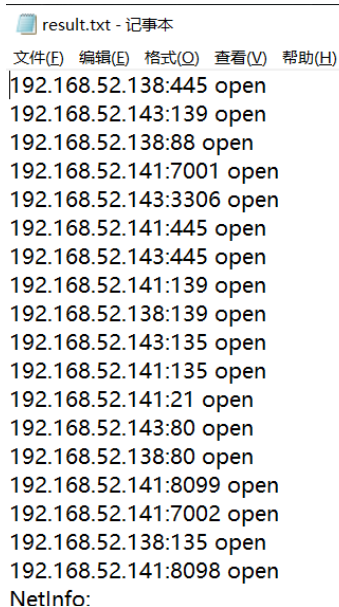 result.txt - 记事本
文件(F) 编辑(E) 格式(O) 查看(V) 帮助(H)
192.168.52.138:445 open
192.168.52.143:139 open
192.168.52.138:88 open
192.168.52.141:7001 open
192.168.52.143:3306 open
192.168.52.141:445 open
192.168.52.143:445 open
192.168.52.141:139 open
192.168.52.138:139 open
192.168.52.143:135 open
192.168.52.141:135 open
192.168.52.141:21 open
192.168.52.143:80 open
192.168.52.138:80 open
192.168.52.141:8099 open
192.168.52.141:7002 open
192.168.52.138:135 open
192.168.52.141:8098 open
NetInfo: